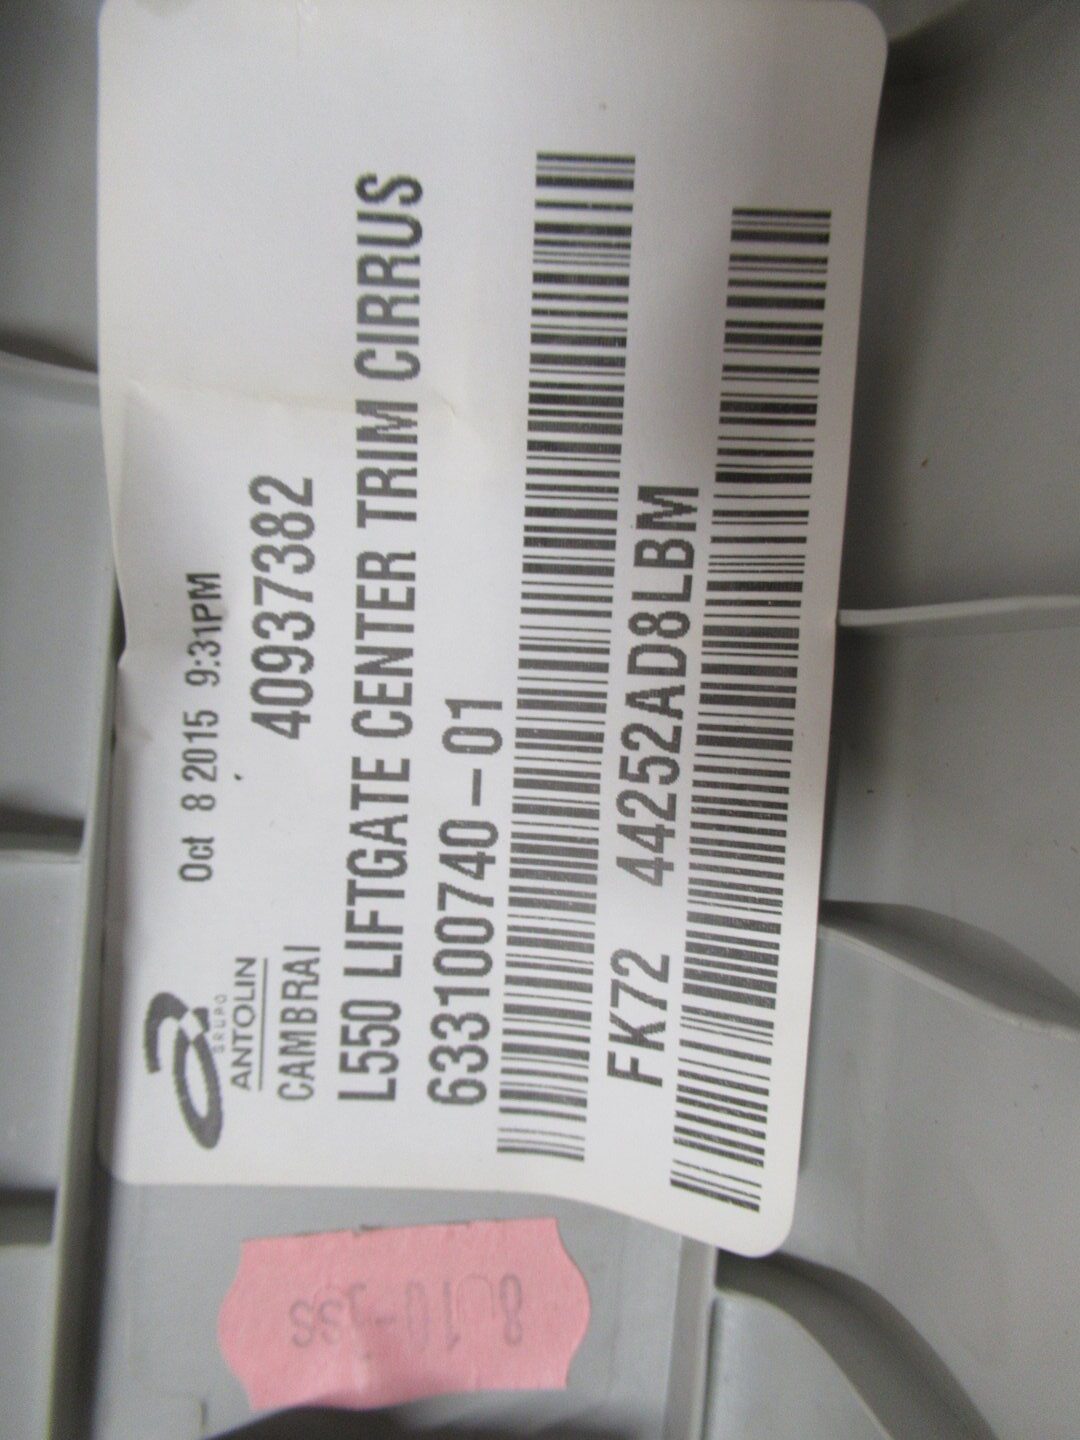 GRUPO
ANTOLIN
Oct 8 2015 9:31PM
CAMBRAI
40937382
L550 LIFTGATE CENTER TRIM CIRRUS
633100740-01
FK72 44252AD8LBM